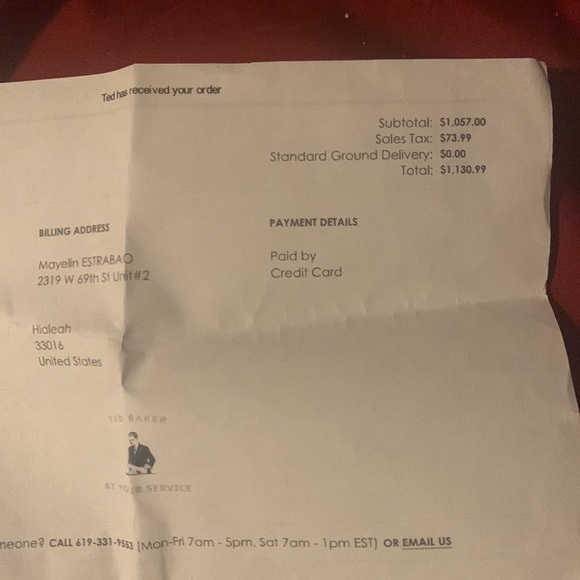 Ted has received your order
Subtotal: $1,057.00
Sales Tax: $73.99
Standard Ground Delivery: $0.00
Total: $1,130.99
BILLING ADDRESS
PAYMENT DETAILS
Mayelin ESTRABAO
2319 W 69th St Unit#2
Paid by
Credit Card
Hialeah
33016
United States
TED BAKER
AT YOUR SERVICE
meone? CALL 619-331-9553 (Mon-Fri 7am - 5pm, Sat 7am - 1pm EST) OR EMAIL US